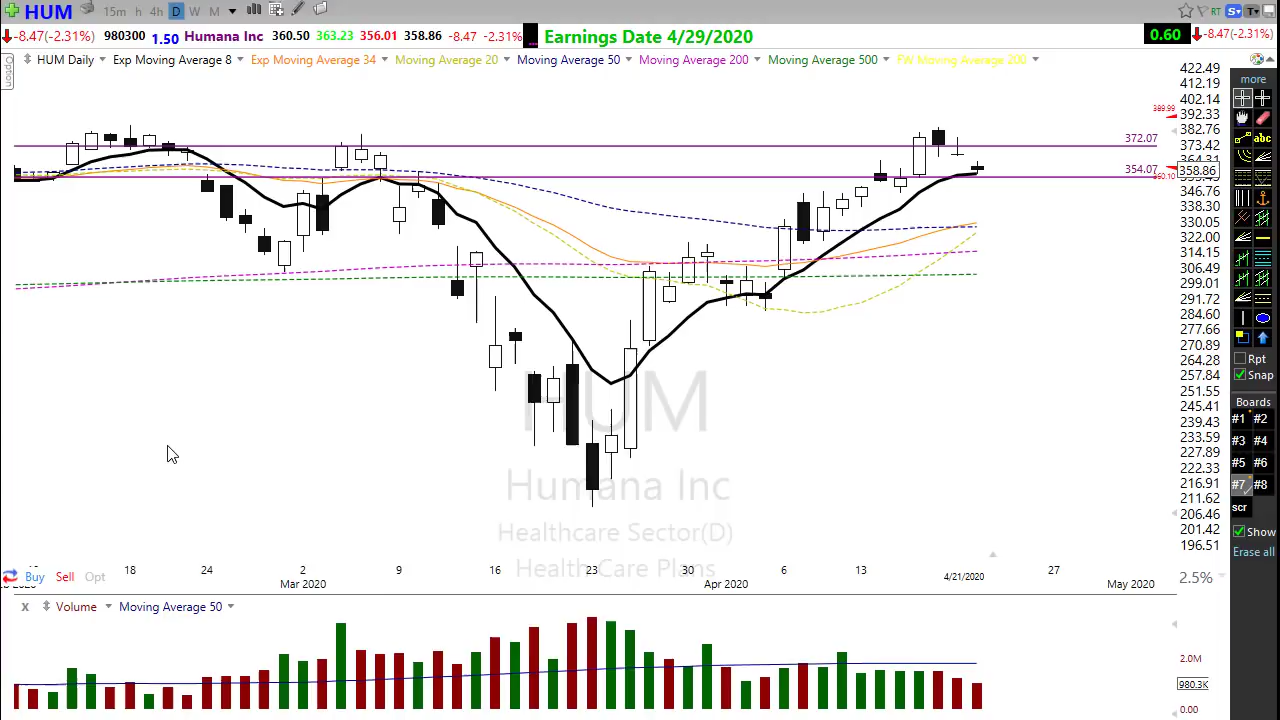 HUM 15m h 4h D W M RT S T
-8.47(-2.31%) 980300 1.50 Humana Inc 360.50 363.23 356.01 358.86 -8.47 -2.31% Earnings Date 4/29/2020 0.60 -8.47(-2.31%)
Option HUM Daily Exp Moving Average 8 Exp Moving Average 34 Moving Average 20 Moving Average 50 Moving Average 200 Moving Average 500 FW Moving Average 200
422.49
more
412.19
402.14
389.99
392.33
382.76
abc
372.07
373.42
354.07
358.86
346.76
338.30
330.05
322.00
314.15
306.49
299.01
291.72
284.60
277.66
270.89
264.28
Rpt
257.84
Snap
251.55
HUM
245.41
Boards
239.43
#1 #2
233.59
#3 #4
227.89
#5 #6
222.33
Humana Inc
216.91
#7 #8
211.62
scr
206.46
Healthcare Sector(D)
201.42
Show
196.51
Erase all
Health Care Plans
18 24 2 9 16 23 30 6 13 4/21/2020 27
Buy Sell Opt
2.5%
Mar 2020 Apr 2020 May 2020
x Volume Moving Average 50
2.0M
980.3K
0.00